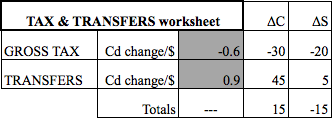 TAX & TRANSFERS worksheet ΔC ΔS
GROSS TAX Cd change/$ -0.6 -30 -20
TRANSFERS Cd change/$ 0.9 45 5
Totals --- 15 -15